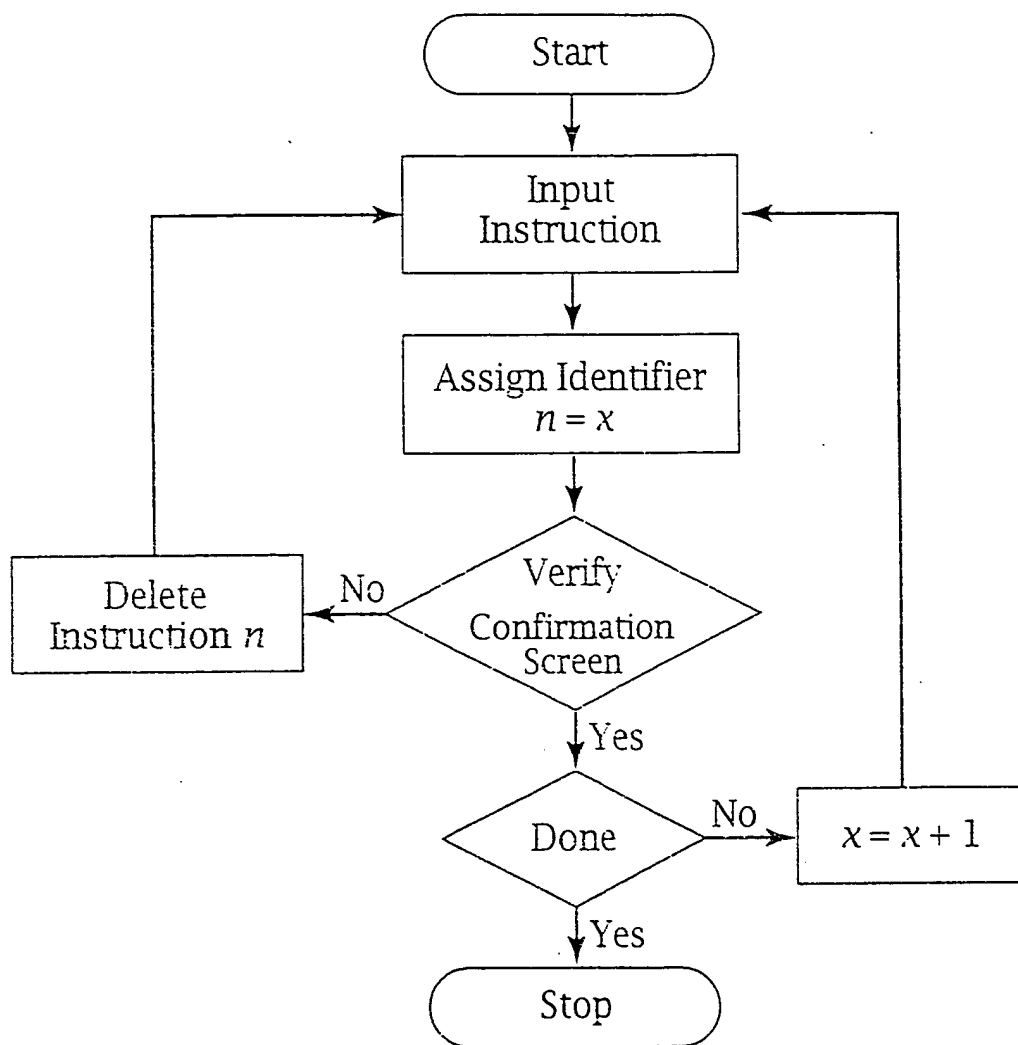 Start
Input
Instruction
Assign Identifier
n = x
Verify
Confirmation
Screen
No
Delete
Instruction n
Yes
Done
No
x = x + 1
Yes
Stop